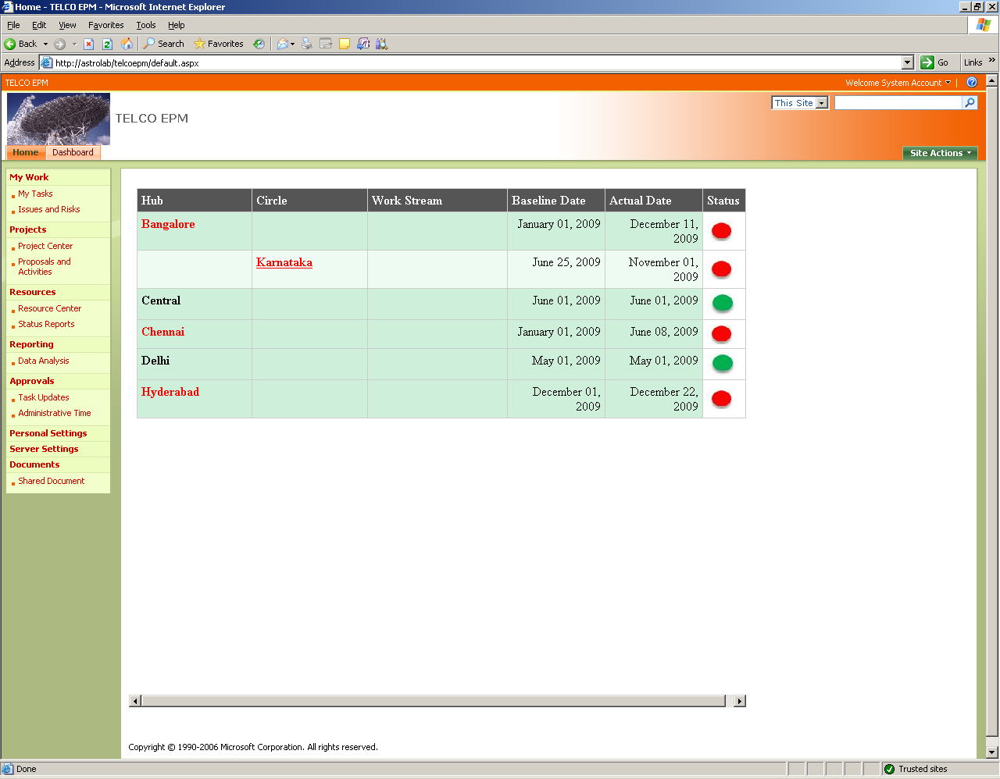 Home - TELCO EPM - Microsoft Internet Explorer
File Edit View Favorites Tools Help
Back Search Favorites
Address http://astrolab/telcoepm/default.aspx Go Links »
TELCO EPM Welcome System Account
This Site
TELCO EPM
Home Dashboard Site Actions
My Work
My Tasks
Issues and Risks
Projects
Project Center
Proposals and
Activities
Resources
Resource Center
Status Reports
Reporting
Data Analysis
Approvals
Task Updates
Administrative Time
Personal Settings
Server Settings
Documents
Shared Document
Hub Circle Work Stream Baseline Date Actual Date Status
Bangalore January 01, 2009 December 11,
2009
Karnataka June 25, 2009 November 01,
2009
Central June 01, 2009 June 01, 2009
Chennai January 01, 2009 June 08, 2009
Delhi May 01, 2009 May 01, 2009
Hyderabad December 01, December 22,
2009 2009
Copyright © 1990-2006 Microsoft Corporation. All rights reserved.
Done Trusted sites